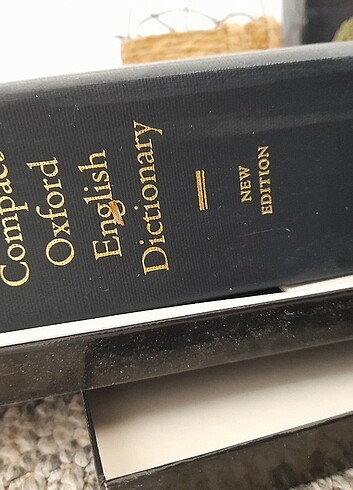 Compact
Oxford
English
Dictionary
NEW
EDITION